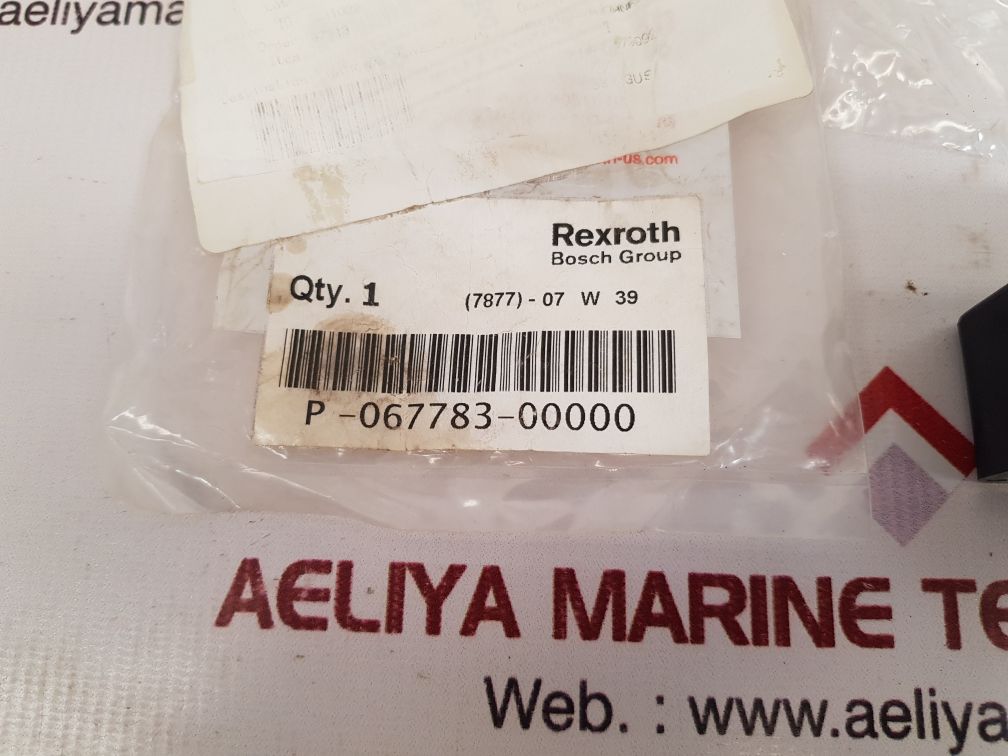 aeliyama
Rexroth
Bosch Group
Qty. 1 (7877) - 07 W 39
P -067783-00000
AELIYA MARINE TE
Web. : www.aeliya